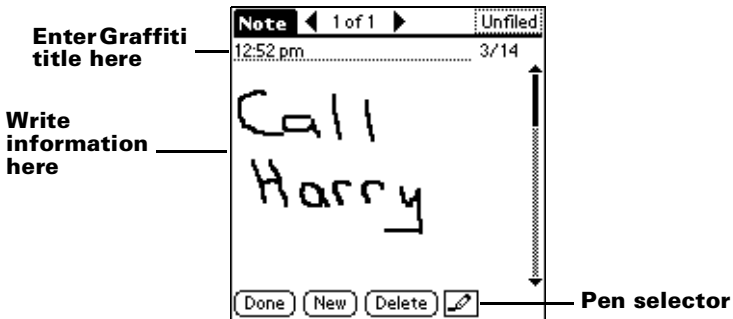 Note 1 of 1 Unfiled
Enter Graffiti
title here
12:52 pm 3/14
Call
Write
information
here
Harry
Done New Delete
Pen selector